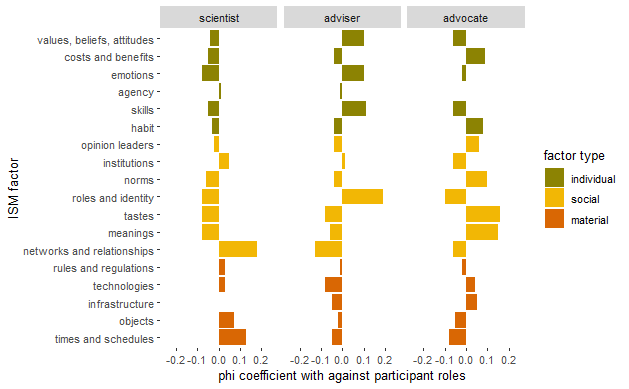 scientist adviser advocate
values, beliefs, attitudes
costs and benefits
emotions
agency
skills
habit
opinion leaders
institutions
norms
roles and identity
tastes
meanings
networks and relationships
rules and regulations
technologies
infrastructure
objects
times and schedules
ISM factor
-0.2 -0.1 0.0 0.1 0.2 -0.2 -0.1 0.0 0.1 0.2 -0.2 -0.1 0.0 0.1 0.2
phi coefficient with against participant roles
factor type
individual
social
material